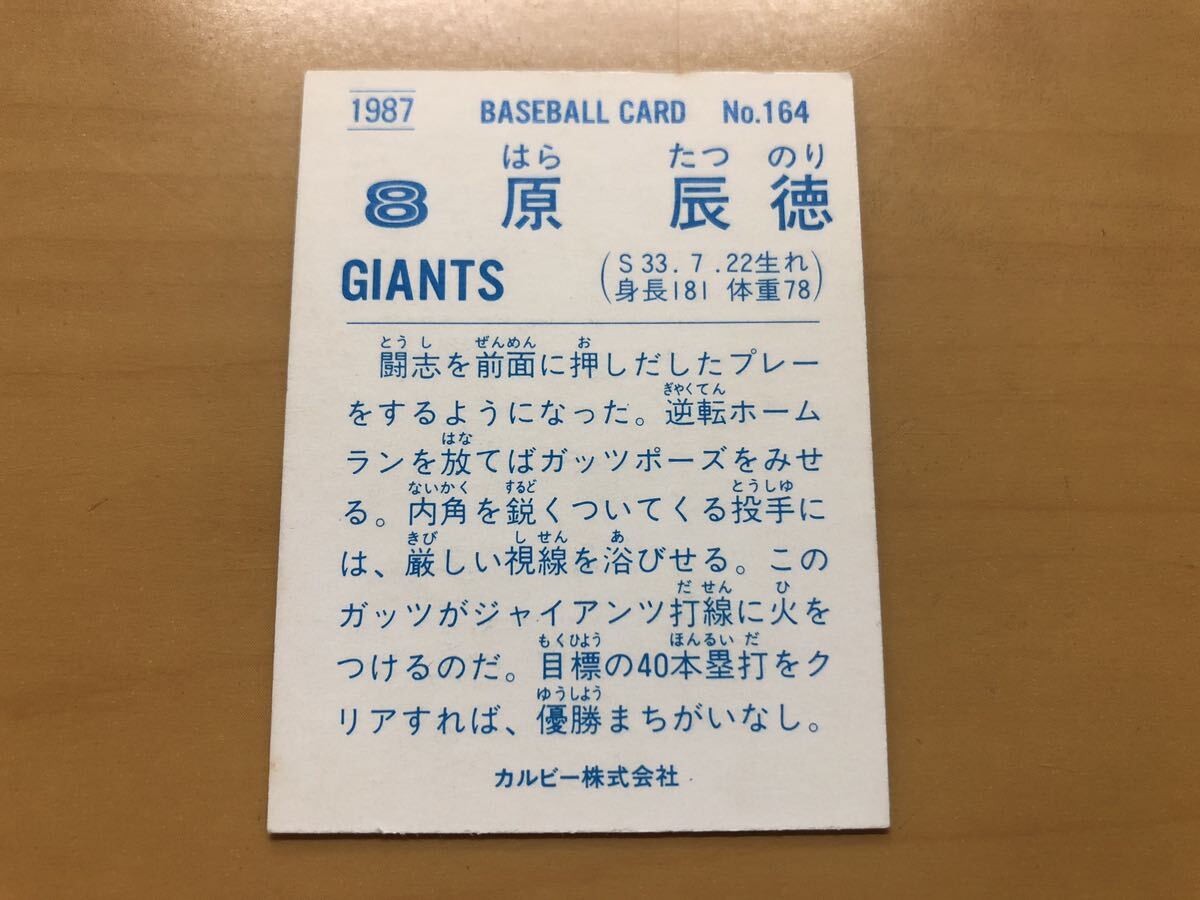 1987 BASEBALL CARD No.164
はら たつ のり
8 原 辰徳
GIANTS
(S33.7.22生れ
身長181 体重78)
とうし ぜんめん お
闘志を前面に押しだしたプレー
ぎゃくてん
をするようになった。逆転ホーム
はな
ランを放てばガッツポーズをみせ
ないかく するど とうしゆ
る。内角を鋭くついてくる投手に
きび しせん あ
は、厳しい視線を浴びせる。この
だせん ひ
ガッツがジャイアンツ打線に火を
もくひよう ほんるいだ
つけるのだ。目標の40本塁打をク
ゆうしよう
リアすれば、優勝まちがいなし。
カルビー株式会社